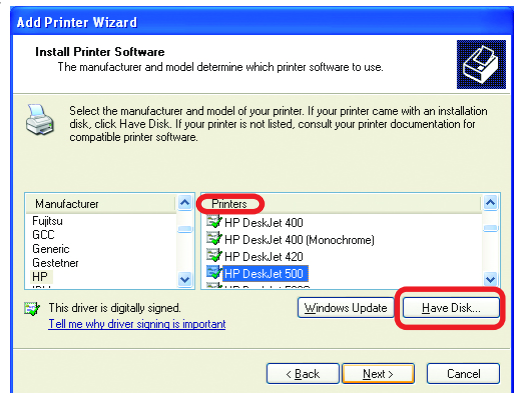 Add Printer Wizard
Install Printer Software
The manufacturer and model determine which printer software to use.
Select the manufacturer and model of your printer. If your printer came with an installation
disk, click Have Disk. If your printer is not listed, consult your printer documentation for
compatible printer software.
Manufacturer
Fujitsu
GCC
Generic
Gestetner
HP
Printers
HP DeskJet 400
HP DeskJet 400 (Monochrome)
HP DeskJet 420
HP DeskJet 500
This driver is digitally signed.
Tell me why driver signing is important
Windows Update
Have Disk...
< Back
Next >
Cancel